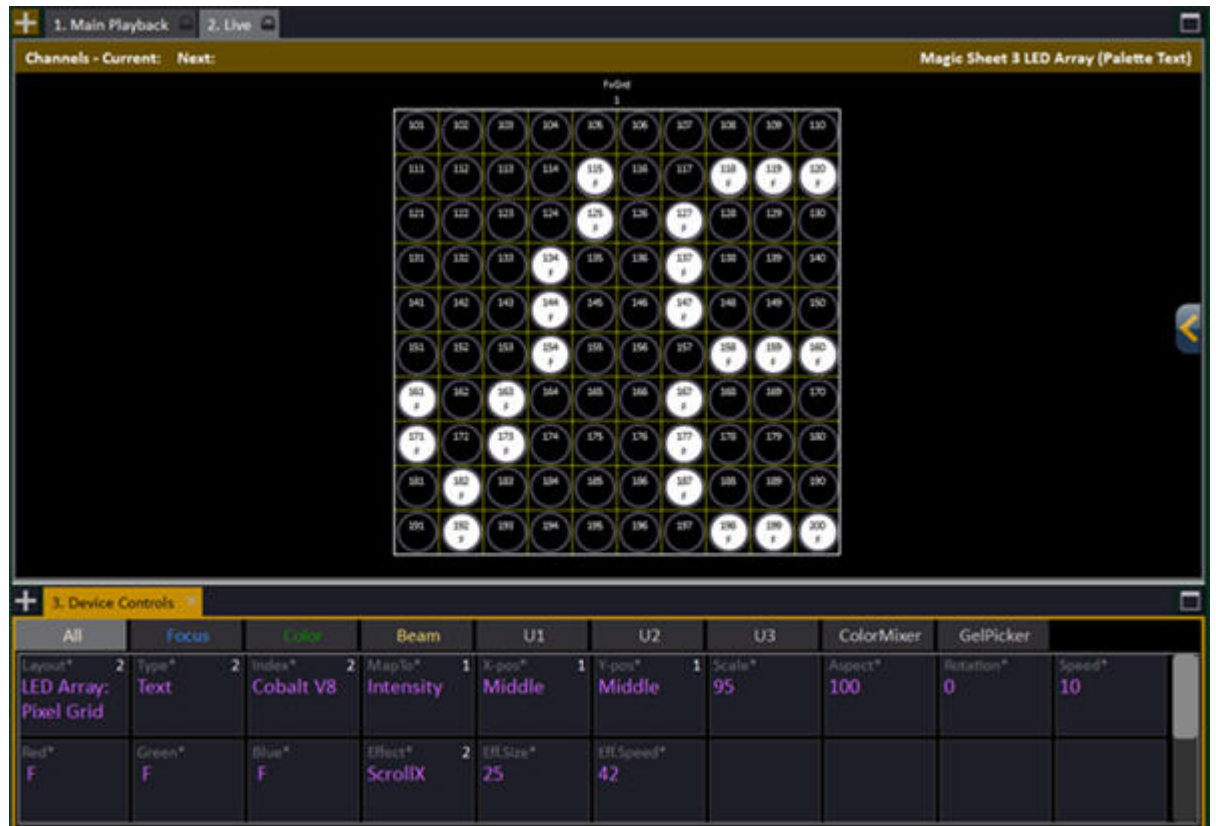 1. Main Playback 2. Live
Channels - Current: Next: Magic Sheet 3 LED Array (Palette Text)
FxGrd
1
101 102 103 104 105 106 107 108 109 110
111 112 113 114 115 F 116 117 118 F 119 F 120 F
121 122 123 124 125 F 126 127 F 128 129 130
131 132 133 134 F 135 136 137 F 138 139 140
141 142 143 144 F 145 146 147 F 148 149 150
151 152 153 154 F 155 156 157 158 F 159 F 160 F
161 F 162 163 F 164 165 166 167 F 168 169 170
171 F 172 173 F 174 175 176 177 F 178 179 180
181 182 F 183 184 185 186 187 F 188 189 190
191 192 F 193 194 195 196 197 198 F 199 F 200 F
3. Device Controls
All Focus Color Beam U1 U2 U3 ColorMixer GelPicker
Layout* 2 Type* 2 Index* 2 MapTo* 1 X-pos* 1 Y-pos* 1 Scale* Aspect* Rotation* Speed*
LED Array: Text Cobalt V8 Intensity Middle Middle 95 100 0 10
Pixel Grid
Red* Green* Blue* Effect* 2 Eff.Size* Eff.Speed*
F F F ScrollX 25 42